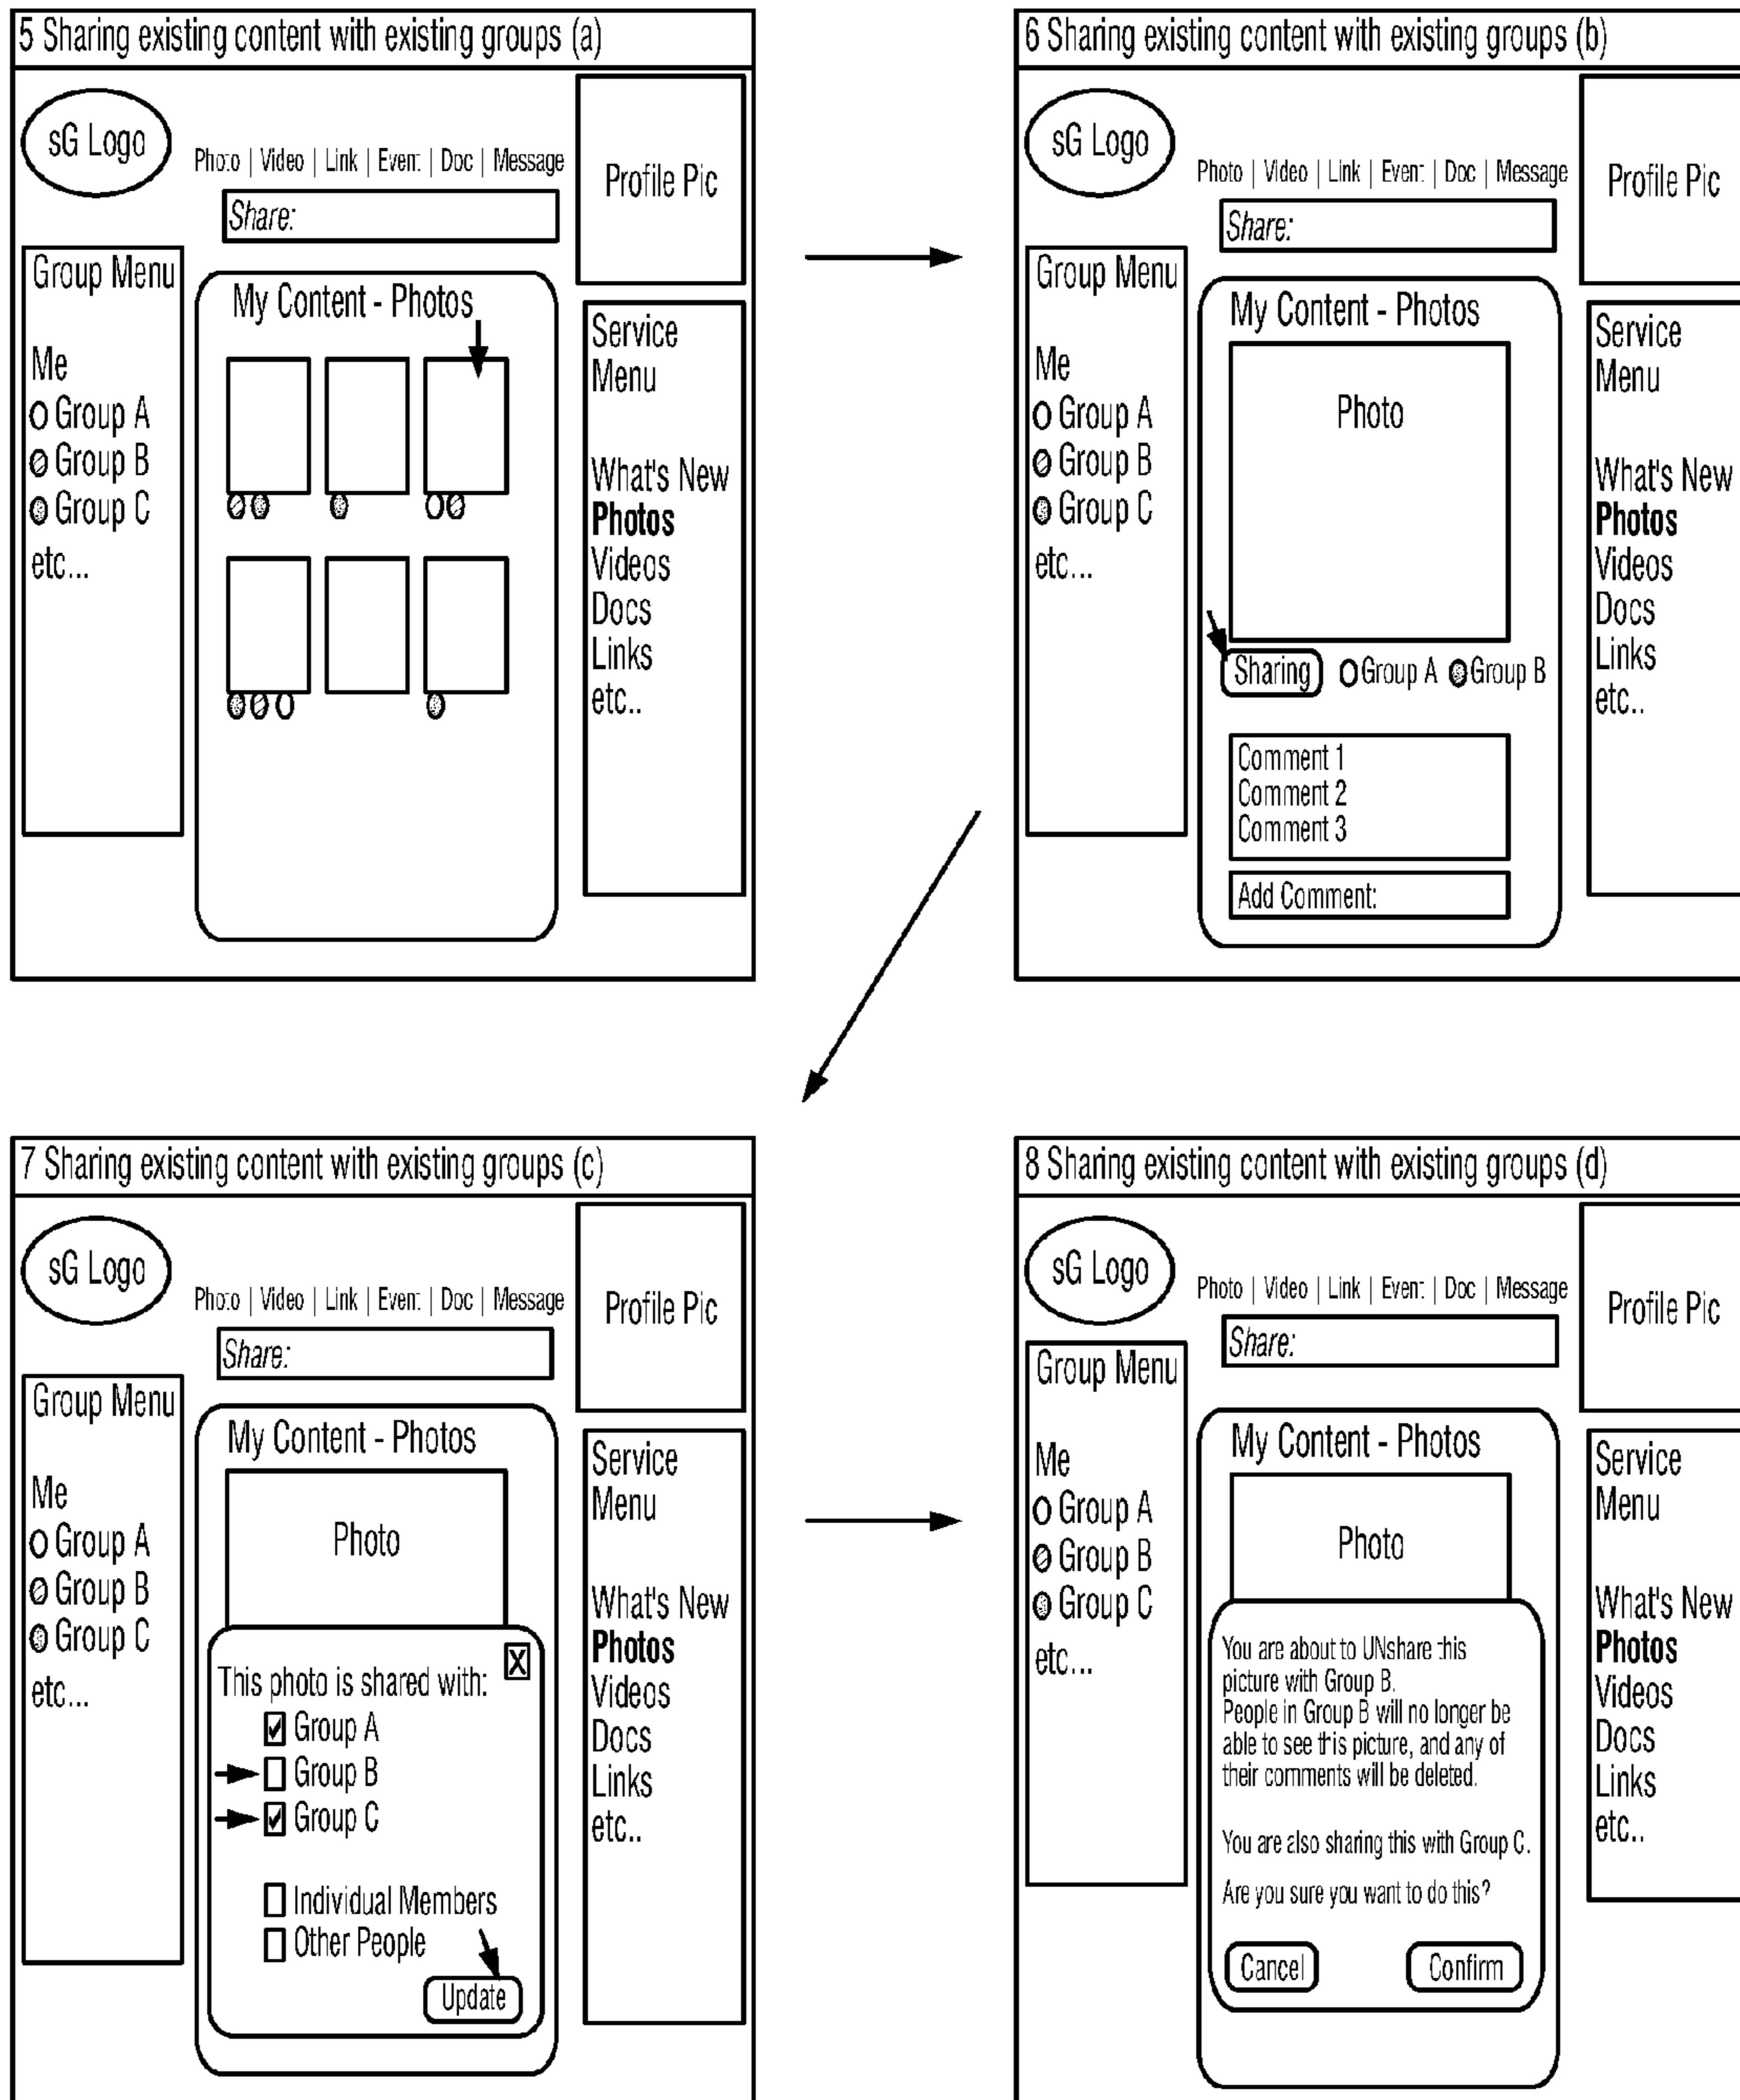 5 Sharing existing content with existing groups (a)
sG Logo
Photo | Video | Link | Event | Doc | Message
Share:
Profile Pic
Group Menu
Me
Group A
Group B
Group C
etc...
My Content - Photos
Service
Menu
What's New
Photos
Videos
Docs
Links
etc..
6 Sharing existing content with existing groups (b)
sG Logo
Photo | Video | Link | Event | Doc | Message
Share:
Profile Pic
Group Menu
Me
Group A
Group B
Group C
etc...
My Content - Photos
Photo
Sharing Group A Group B
Comment 1
Comment 2
Comment 3
Add Comment:
Service
Menu
What's New
Photos
Videos
Docs
Links
etc..
7 Sharing existing content with existing groups (c)
sG Logo
Photo | Video | Link | Event | Doc | Message
Share:
Profile Pic
Group Menu
Me
Group A
Group B
Group C
etc...
My Content - Photos
Photo
X
This photo is shared with:
Group A
Group B
Group C
Individual Members
Other People
Update
Service
Menu
What's New
Photos
Videos
Docs
Links
etc..
8 Sharing existing content with existing groups (d)
sG Logo
Photo | Video | Link | Event | Doc | Message
Share:
Profile Pic
Group Menu
Me
Group A
Group B
Group C
etc...
My Content - Photos
Photo
You are about to UNshare this
picture with Group B.
People in Group B will no longer be
able to see this picture, and any of
their comments will be deleted.
You are also sharing this with Group C.
Are you sure you want to do this?
Cancel
Confirm
Service
Menu
What's New
Photos
Videos
Docs
Links
etc..